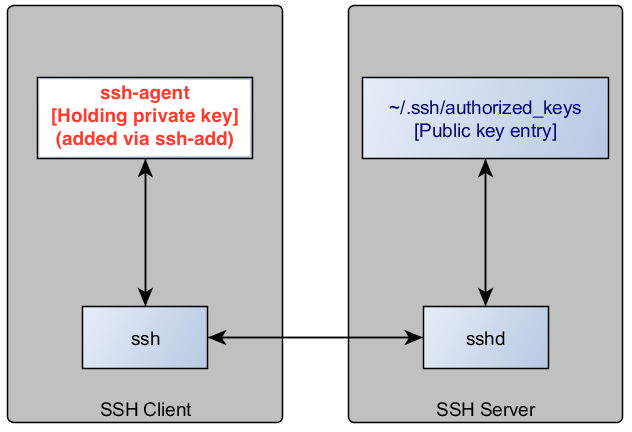 ssh-agent
[Holding private key]
(added via ssh-add)
~/.ssh/authorized_keys
[Public key entry]
ssh
sshd
SSH Client
SSH Server